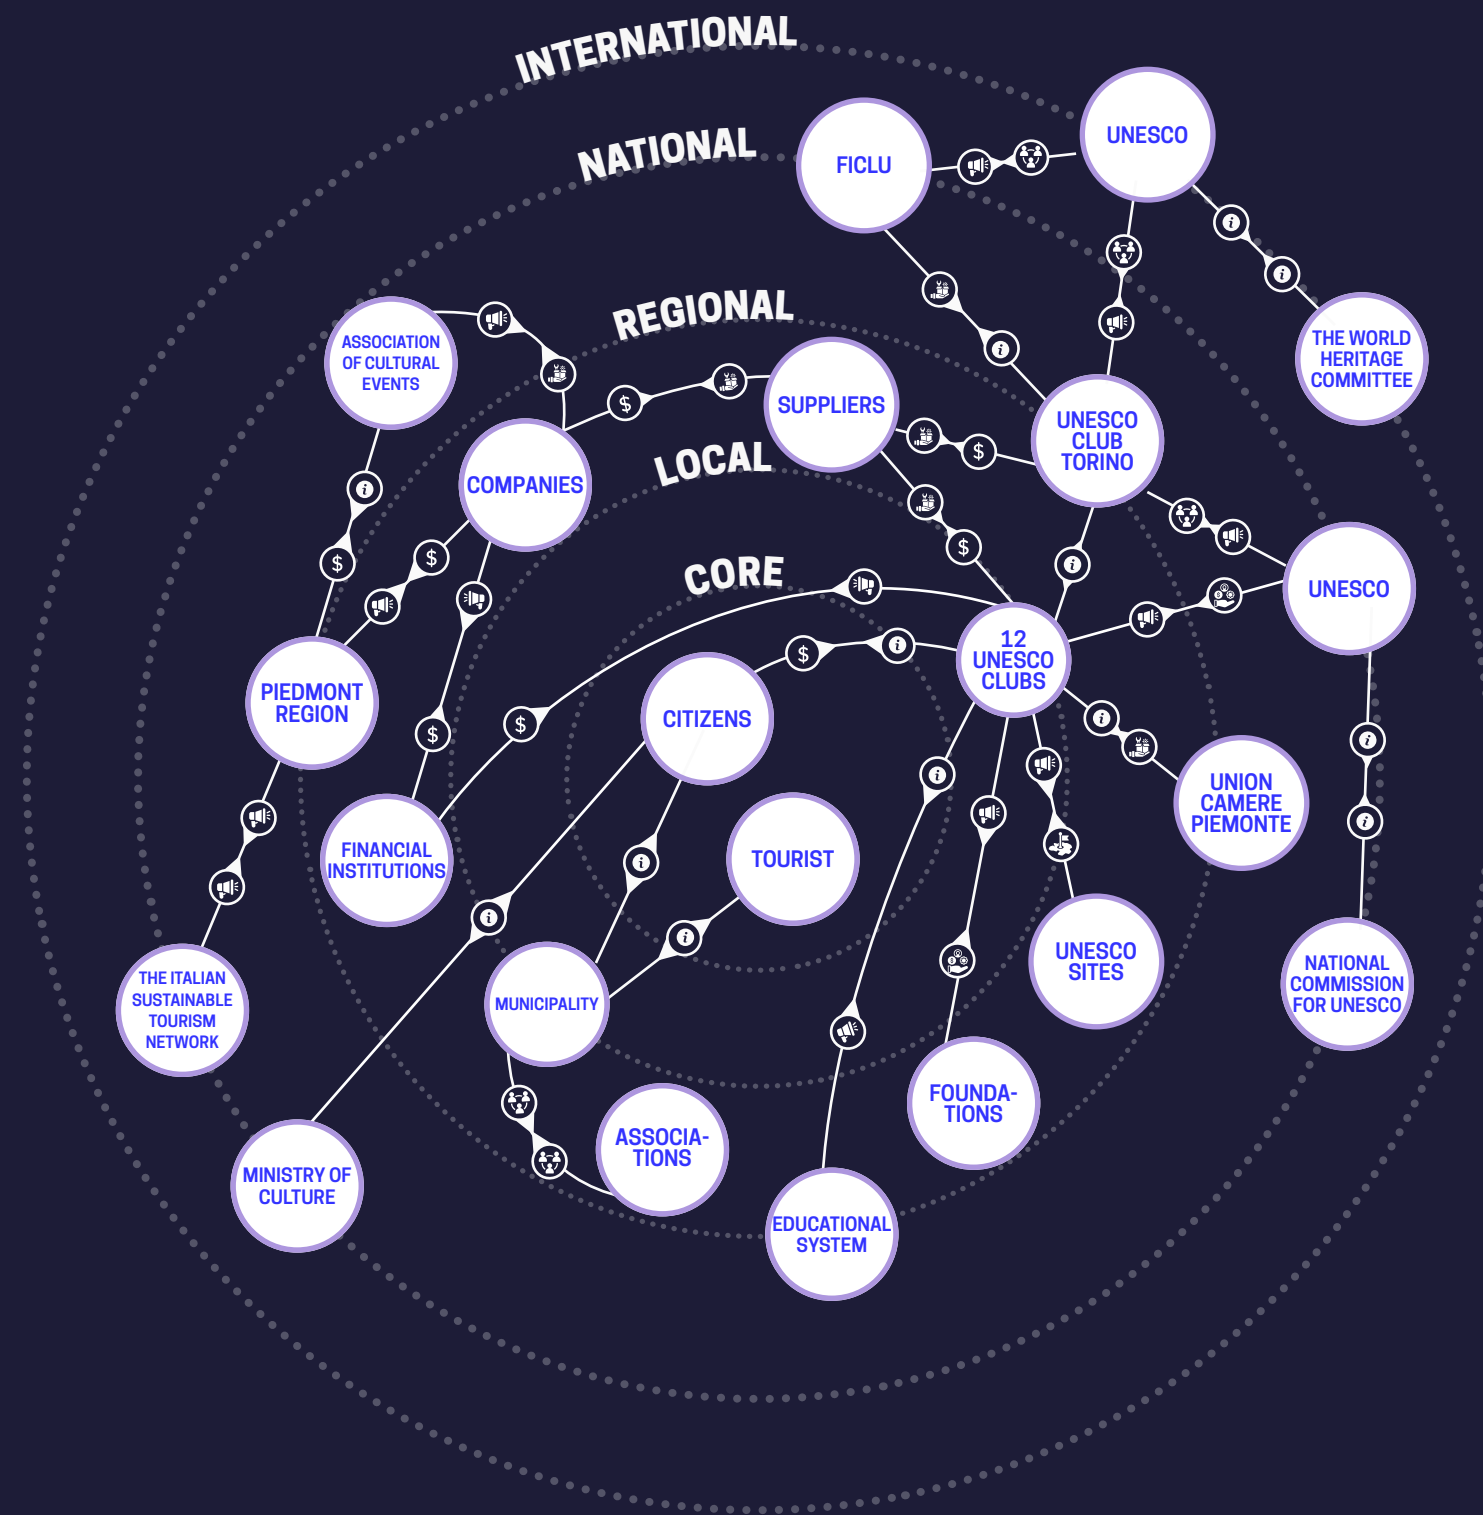 INTERNATIONAL
NATIONAL
REGIONAL
LOCAL
CORE
FICLU
UNESCO
ASSOCIATION
OF CULTURAL
EVENTS
THE WORLD
HERITAGE
COMMITTEE
SUPPLIERS
UNESCO
CLUB
TORINO
COMPANIES
UNESCO
12
UNESCO
CLUBS
PIEDMONT
REGION
CITIZENS
UNION
CAMERE
PIEMONTE
FINANCIAL
INSTITUTIONS
TOURIST
UNESCO
SITES
NATIONAL
COMMISSION
FOR UNESCO
THE ITALIAN
SUSTAINABLE
TOURISM
NETWORK
MUNICIPALITY
FOUNDA-
TIONS
ASSOCIA-
TIONS
MINISTRY OF
CULTURE
EDUCATIONAL
SYSTEM